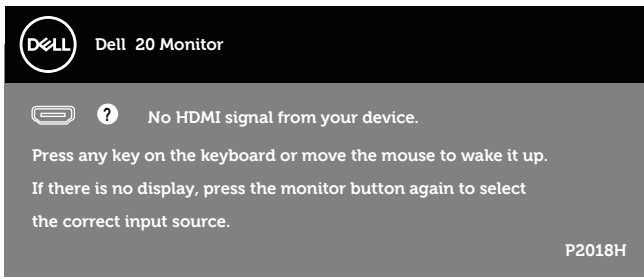 DELL Dell 20 Monitor
? No HDMI signal from your device.
Press any key on the keyboard or move the mouse to wake it up.
If there is no display, press the monitor button again to select
the correct input source.
P2018H